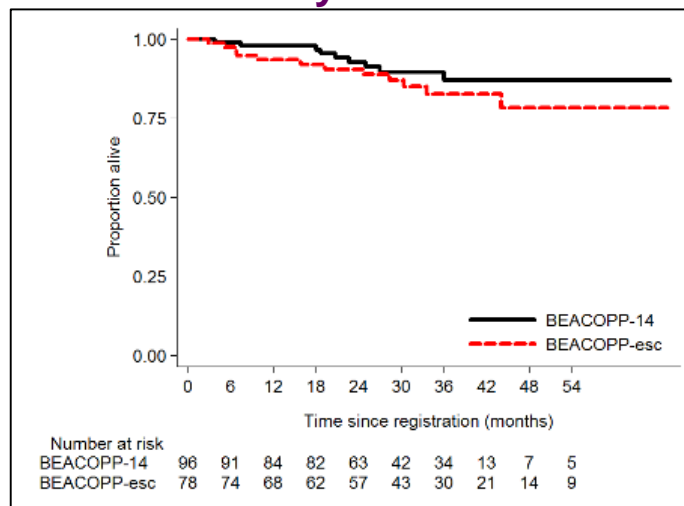 1.00
0.75
0.50
0.25
0.00
Proportion alive
BEACOPP-14
BEACOPP-esc
0 6 12 18 24 30 36 42 48 54
Time since registration (months)
Number at risk
BEACOPP-14 96 91 84 82 63 42 34 13 7 5
BEACOPP-esc 78 74 68 62 57 43 30 21 14 9